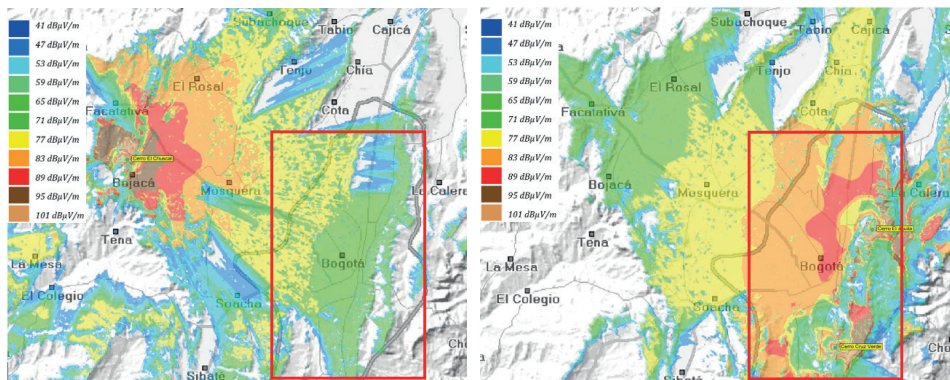 41 dBµV/m
47 dBµV/m
53 dBµV/m
59 dBµV/m
65 dBµV/m
71 dBµV/m
77 dBµV/m
83 dBµV/m
89 dBµV/m
95 dBµV/m
101 dBµV/m
Subachoque
Tabio
Cajicá
Tenjo
Chía
El Rosal
Facatativá
Cota
Cerro El Chuscal
Bojacá
Mosquera
La Calera
Tena
Bogotá
La Mesa
El Colegio
Soacha
Sibaté
41 dBµV/m
47 dBµV/m
53 dBµV/m
59 dBµV/m
65 dBµV/m
71 dBµV/m
77 dBµV/m
83 dBµV/m
89 dBµV/m
95 dBµV/m
101 dBµV/m
Subachoque
Tabio
Cajicá
Tenjo
Chía
El Rosal
Facatativá
Cota
Bojacá
Mosquera
La Calera
Tena
Bogotá
La Mesa
El Colegio
Soacha
Cerro Cruz Verde
Sibaté